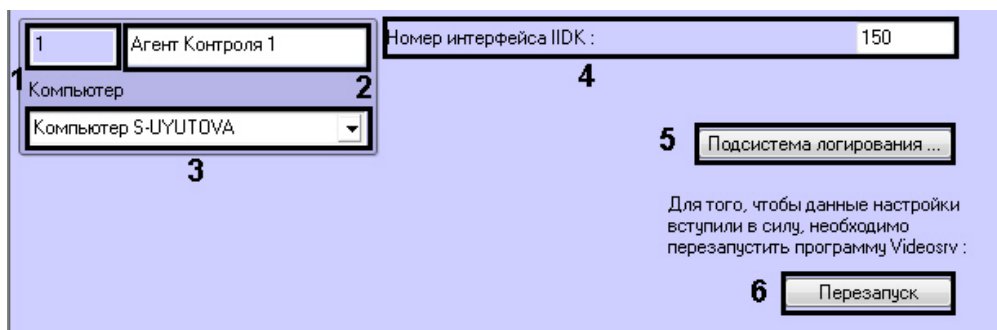 1 Агент Контроля 1 Номер интерфейса IIDK : 150
1 2 4
Компьютер
Компьютер S-UYUTOVA
3
5 Подсистема логирования ...
Для того, чтобы данные настройки
вступили в силу, необходимо
перезапустить программу Videosrv :
6 Перезапуск